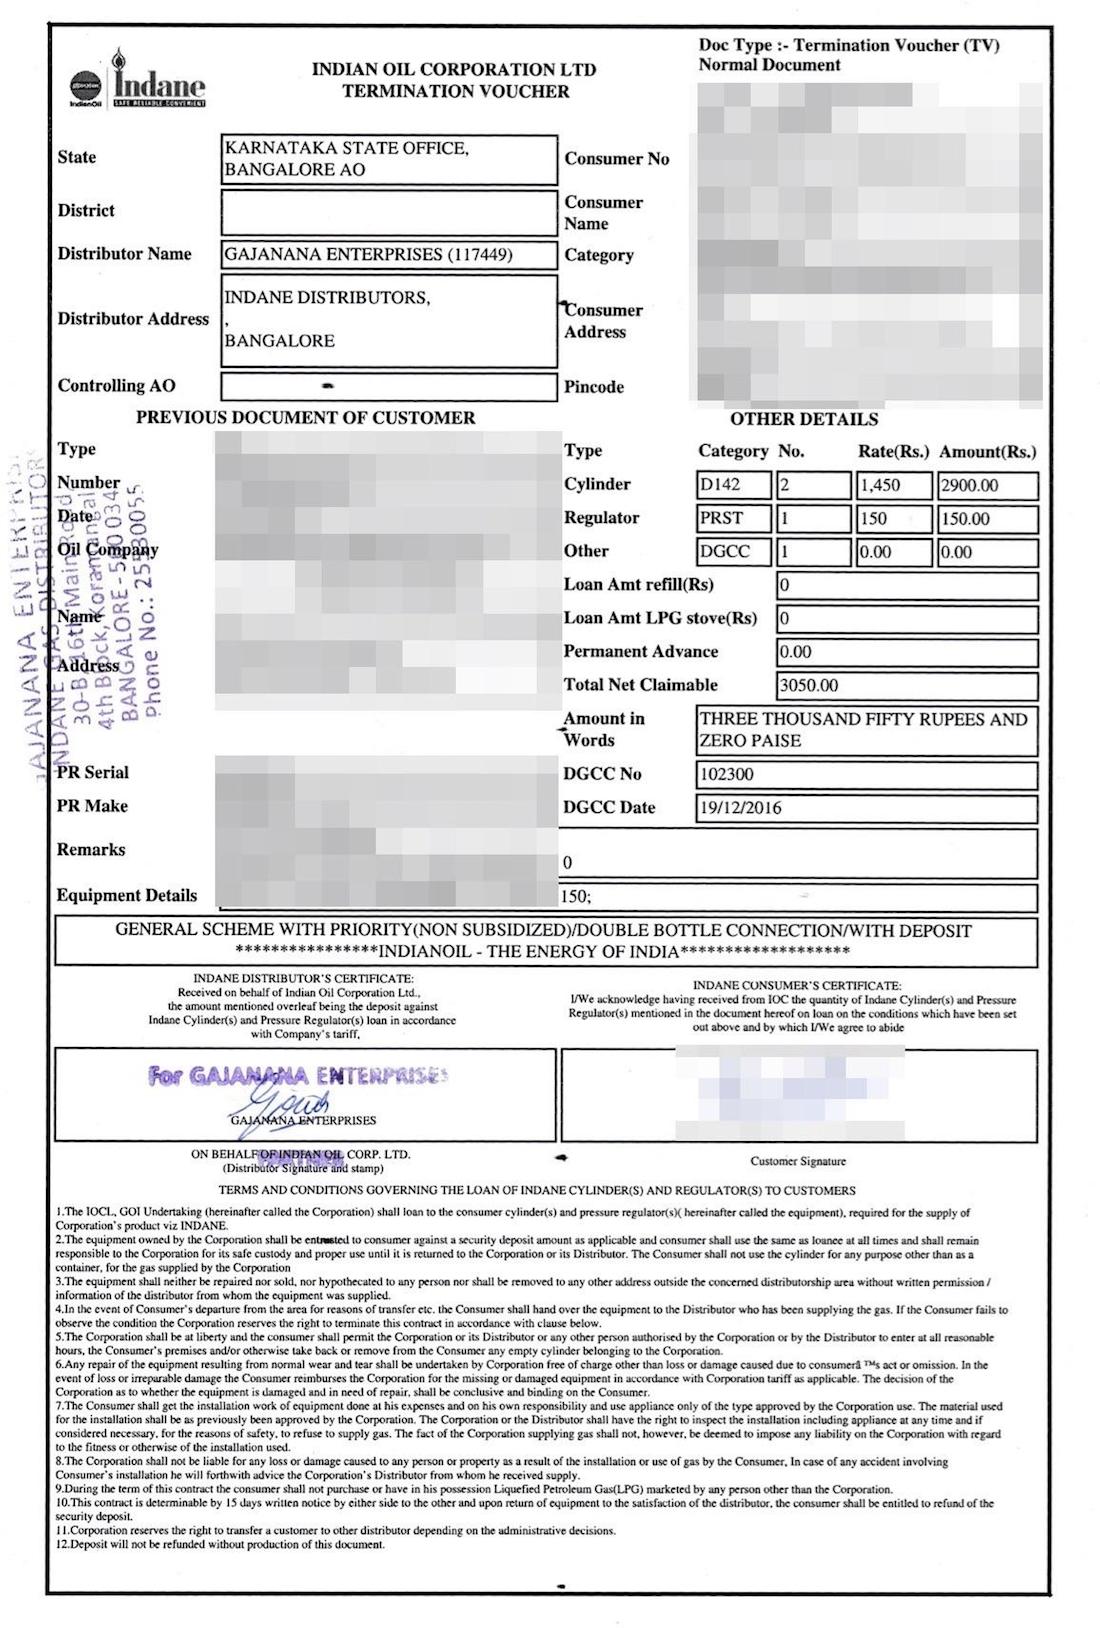 Doc Type :- Termination Voucher (TV)
Normal Document
Indane
SAFE RELIABLE CONVENIENT
IndianOil
INDIAN OIL CORPORATION LTD
TERMINATION VOUCHER
State
KARNATAKA STATE OFFICE,
BANGALORE AO
Consumer No
District
Consumer
Name
Distributor Name
GAJANANA ENTERPRISES (117449)
Category
Distributor Address
INDANE DISTRIBUTORS,
,
BANGALORE
Consumer
Address
Controlling AO
Pincode
PREVIOUS DOCUMENT OF CUSTOMER
Type
Number
Date
Oil Company
Name
Address
PR Serial
PR Make
Remarks
0
Equipment Details
150;
OTHER DETAILS
Type Category No. Rate(Rs.) Amount(Rs.)
Cylinder D142 2 1,450 2900.00
Regulator PRST 1 150 150.00
Other DGCC 1 0.00 0.00
Loan Amt refill(Rs) 0
Loan Amt LPG stove(Rs) 0
Permanent Advance 0.00
Total Net Claimable 3050.00
Amount in
Words
THREE THOUSAND FIFTY RUPEES AND
ZERO PAISE
DGCC No 102300
DGCC Date 19/12/2016
GAJANANA ENTERPRISES
INDANE GAS DISTRIBUTOR
30-B, 16th Main Road
4th Block, Koramangala
BANGALORE - 560 034
Phone No.: 25530055
GENERAL SCHEME WITH PRIORITY(NON SUBSIDIZED)/DOUBLE BOTTLE CONNECTION/WITH DEPOSIT
****************INDIANOIL - THE ENERGY OF INDIA*******************
INDANE DISTRIBUTOR'S CERTIFICATE:
Received on behalf of Indian Oil Corporation Ltd.,
the amount mentioned overleaf being the deposit against
Indane Cylinder(s) and Pressure Regulator(s) loan in accordance
with Company's tariff,
INDANE CONSUMER'S CERTIFICATE:
I/We acknowledge having received from IOC the quantity of Indane Cylinder(s) and Pressure
Regulator(s) mentioned in the document hereof on loan on the conditions which have been set
out above and by which I/We agree to abide
For GAJANANA ENTERPRISES
GAJANANA ENTERPRISES
ON BEHALF OF INDIAN OIL CORP. LTD.
(Distributor Signature and stamp)
Customer Signature
TERMS AND CONDITIONS GOVERNING THE LOAN OF INDANE CYLINDER(S) AND REGULATOR(S) TO CUSTOMERS
1.The IOCL, GOI Undertaking (hereinafter called the Corporation) shall loan to the consumer cylinder(s) and pressure regulator(s)( hereinafter called the equipment), required for the supply of
Corporation's product viz INDANE.
2.The equipment owned by the Corporation shall be entrusted to consumer against a security deposit amount as applicable and consumer shall use the same as loanee at all times and shall remain
responsible to the Corporation for its safe custody and proper use until it is returned to the Corporation or its Distributor. The Consumer shall not use the cylinder for any purpose other than as a
container, for the gas supplied by the Corporation
3.The equipment shall neither be repaired nor sold, nor hypothecated to any person nor shall be removed to any other address outside the concerned distributorship area without written permission /
information of the distributor from whom the equipment was supplied.
4.In the event of Consumer's departure from the area for reasons of transfer etc. the Consumer shall hand over the equipment to the Distributor who has been supplying the gas. If the Consumer fails to
observe the condition the Corporation reserves the right to terminate this contract in accordance with clause below.
5.The Corporation shall be at liberty and the consumer shall permit the Corporation or its Distributor or any other person authorised by the Corporation or by the Distributor to enter at all reasonable
hours, the Consumer's premises and/or otherwise take back or remove from the Consumer any empty cylinder belonging to the Corporation.
6.Any repair of the equipment resulting from normal wear and tear shall be undertaken by Corporation free of charge other than loss or damage caused due to consumerâ ™s act or omission. In the
event of loss or irreparable damage the Consumer reimburses the Corporation for the missing or damaged equipment in accordance with Corporation tariff as applicable. The decision of the
Corporation as to whether the equipment is damaged and in need of repair, shall be conclusive and binding on the Consumer.
7.The Consumer shall get the installation work of equipment done at his expenses and on his own responsibility and use appliance only of the type approved by the Corporation use. The material used
for the installation shall be as previously been approved by the Corporation. The Corporation or the Distributor shall have the right to inspect the installation including appliance at any time and if
considered necessary, for the reasons of safety, to refuse to supply gas. The fact of the Corporation supplying gas shall not, however, be deemed to impose any liability on the Corporation with regard
to the fitness or otherwise of the installation used.
8.The Corporation shall not be liable for any loss or damage caused to any person or property as a result of the installation or use of gas by the Consumer, In case of any accident involving
Consumer's installation he will forthwith advice the Corporation's Distributor from whom he received supply.
9.During the term of this contract the consumer shall not purchase or have in his possession Liquefied Petroleum Gas(LPG) marketed by any person other than the Corporation.
10.This contract is determinable by 15 days written notice by either side to the other and upon return of equipment to the satisfaction of the distributor, the consumer shall be entitled to refund of the
security deposit.
11.Corporation reserves the right to transfer a customer to other distributor depending on the administrative decisions.
12.Deposit will not be refunded without production of this document.